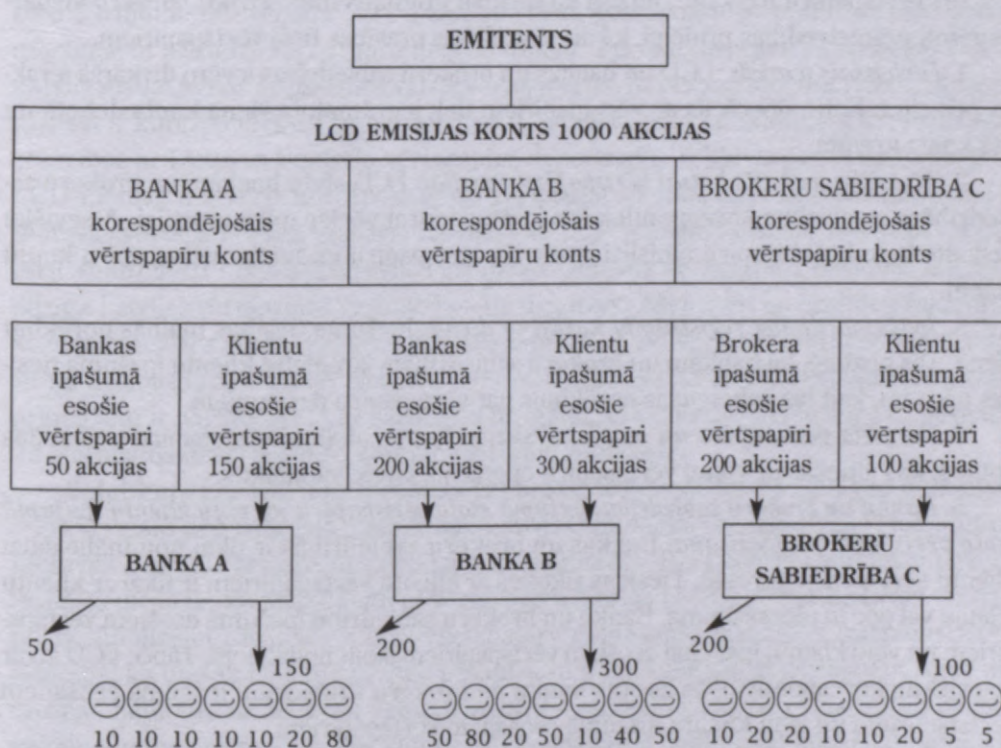 EMITENTS
LCD EMISIJAS KONTS 1000 AKCIJAS
BANKA A
korespondējošais
vērtspapīru konts
BANKA B
korespondējošais
vērtspapīru konts
BROKERU SABIEDRĪBA C
korespondējošais
vērtspapīru konts
Bankas
īpašumā
esošie
vērtspapīri
50 akcijas
Klientu
īpašumā
esošie
vērtspapīri
150 akcijas
Bankas
īpašumā
esošie
vērtspapīri
200 akcijas
Klientu
īpašumā
esošie
vērtspapīri
300 akcijas
Brokera
īpašumā
esošie
vērtspapīri
200 akcijas
Klientu
īpašumā
esošie
vērtspapīri
100 akcijas
BANKA A
BANKA B
BROKERU
SABIEDRĪBA C
50
150
200
300
200
100
10 10 10 10 10 20 80
50 80 20 50 10 40 50
10 20 20 10 10 20 5 5